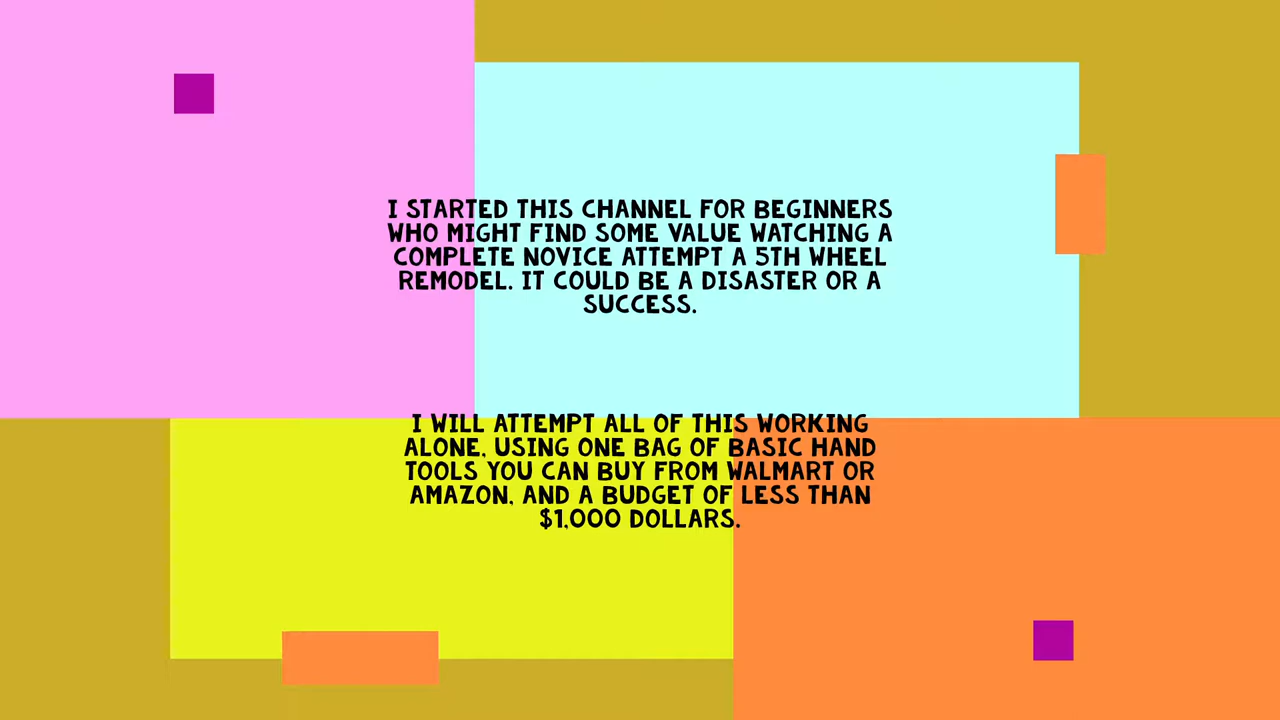 I STARTED THIS CHANNEL FOR BEGINNERS
WHO MIGHT FIND SOME VALUE WATCHING A
COMPLETE NOVICE ATTEMPT A 5TH WHEEL
REMODEL. IT COULD BE A DISASTER OR A
SUCCESS.
I WILL ATTEMPT ALL OF THIS WORKING
ALONE, USING ONE BAG OF BASIC HAND
TOOLS YOU CAN BUY FROM WALMART OR
AMAZON, AND A BUDGET OF LESS THAN
$1,000 DOLLARS.